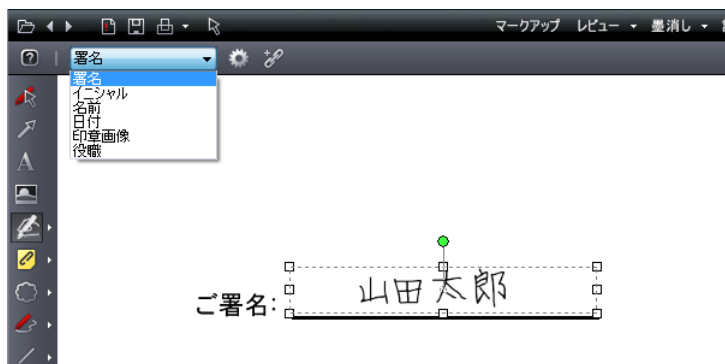 マークアップ レビュー 墨消し
署名
署名
イニシャル
名前
日付
印章画像
役職
A
ご署名: 山田太郎